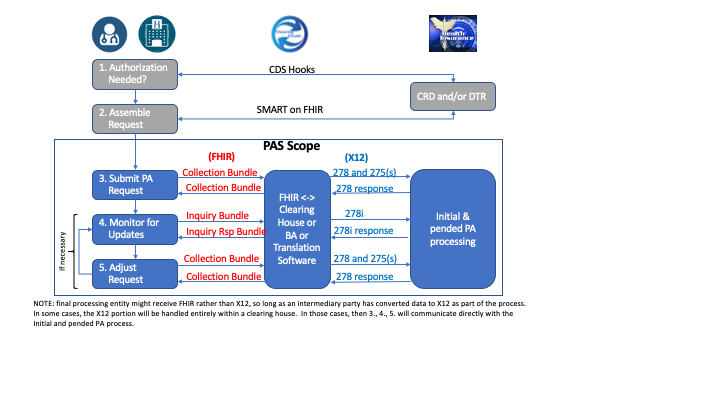 Health
Insurance
1. Authorization
Needed?
CDS Hooks
CRD and/or DTR
2. Assemble
Request
SMART on FHIR
PAS Scope
(FHIR)
(X12)
3. Submit PA
Request
Collection Bundle
Collection Bundle
278 and 275(s)
278 response
FHIR <->
Clearing
House or
BA or
Translation
Software
Initial &
pended PA
processing
If necessary
4. Monitor for
Updates
Inquiry Bundle
Inquiry Rsp Bundle
278i
278i response
5. Adjust
Request
Collection Bundle
Collection Bundle
278 and 275(s)
278 response
NOTE: final processing entity might receive FHIR rather than X12, so long as an intermediary party has converted data to X12 as part of the process.
In some cases, the X12 portion will be handled entirely within a clearing house. In those cases, then 3., 4., 5. will communicate directly with the
Initial and pended PA process.